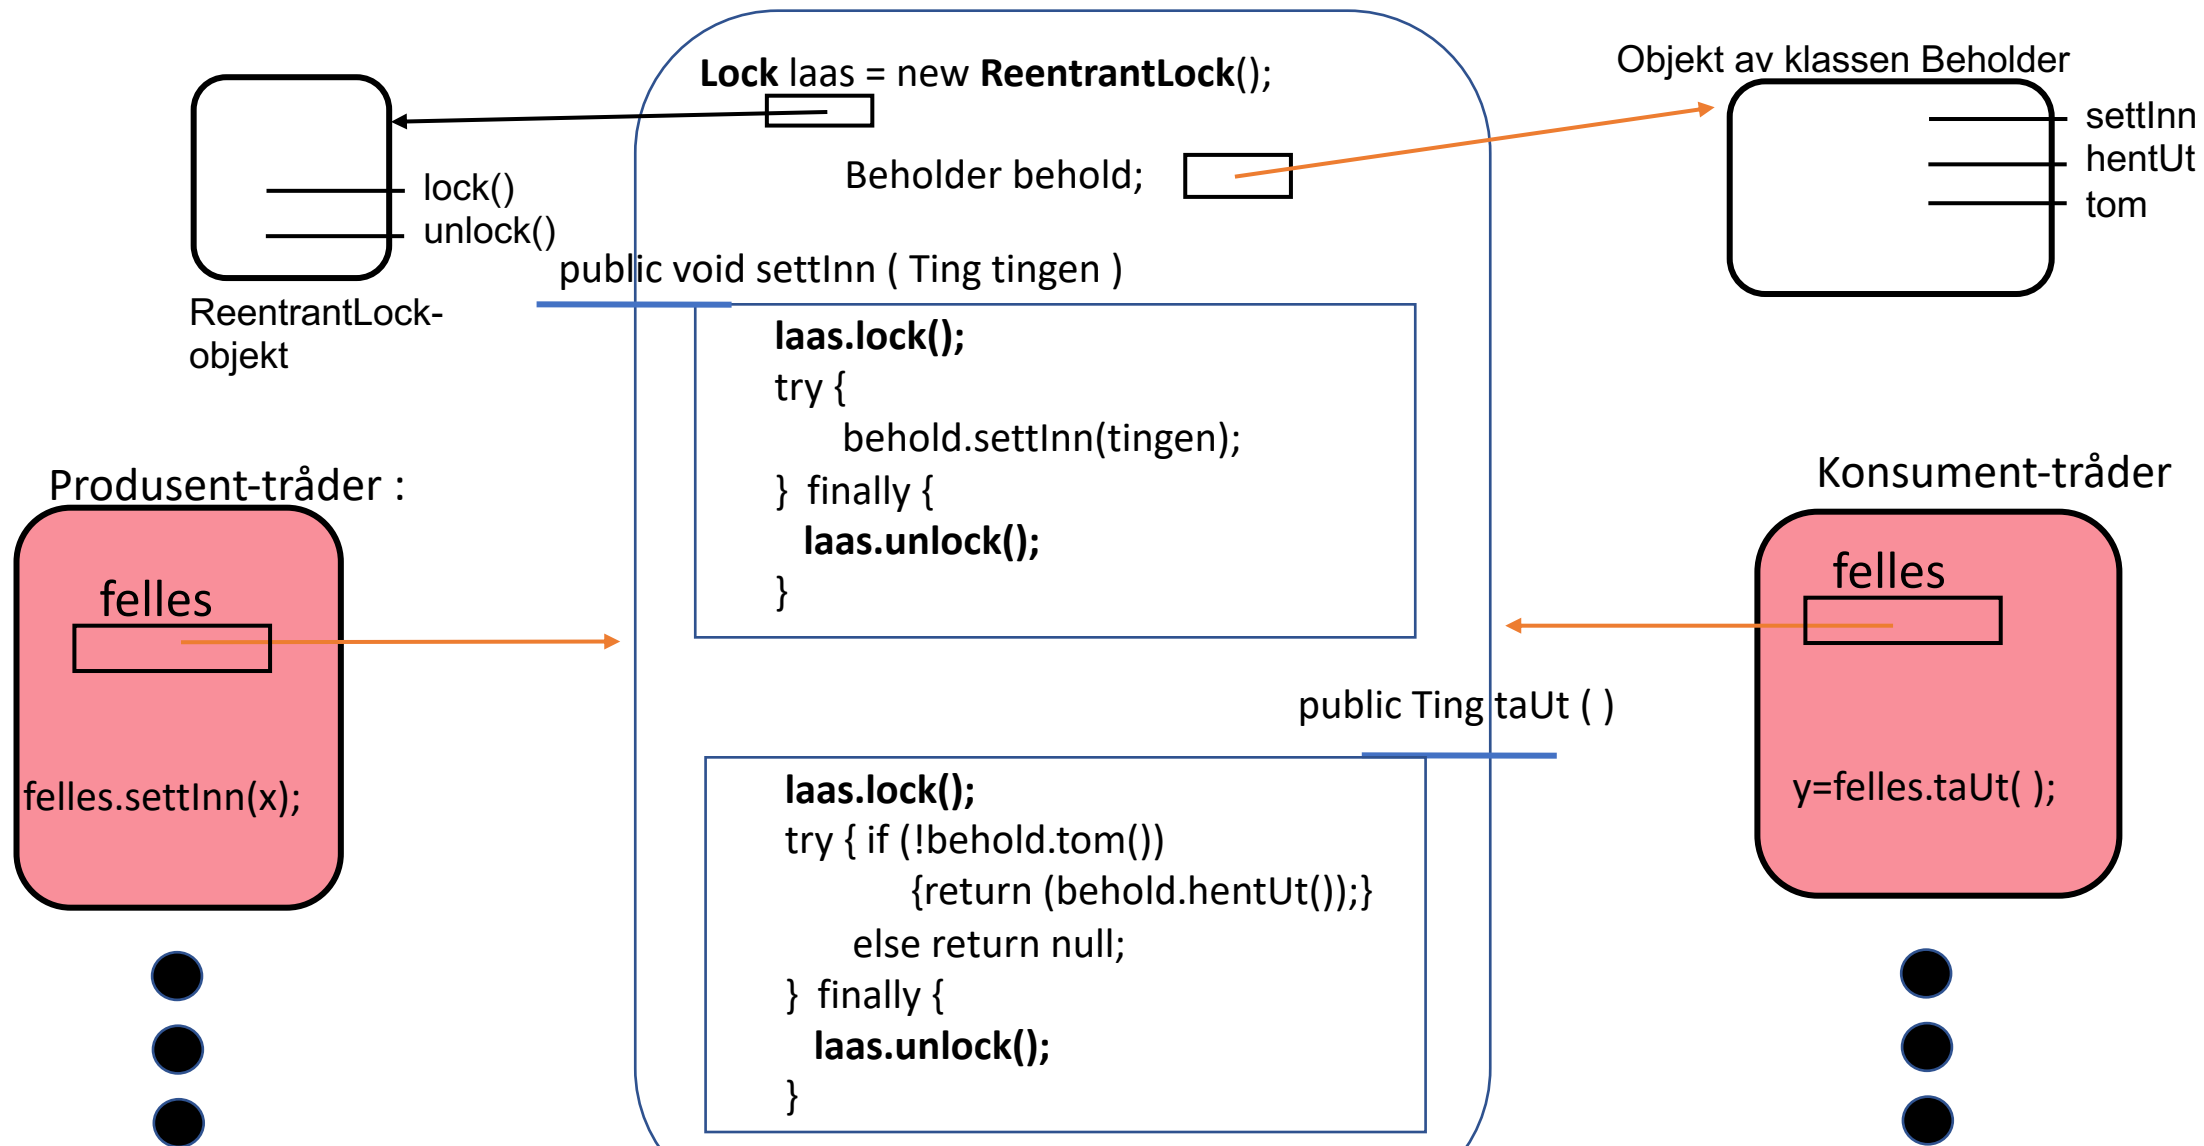 Lock laas = new ReentrantLock();
Objekt av klassen Beholder
settInn
hentUt
tom
Beholder behold;
lock()
unlock()
ReentrantLock-
objekt
public void settInn ( Ting tingen )
laas.lock();
try {
behold.settInn(tingen);
} finally {
laas.unlock();
}
Produsent-tråder :
felles
felles.settInn(x);
Konsument-tråder
felles
y=felles.taUt( );
public Ting taUt ( )
laas.lock();
try { if (!behold.tom())
{return (behold.hentUt());}
else return null;
} finally {
laas.unlock();
}